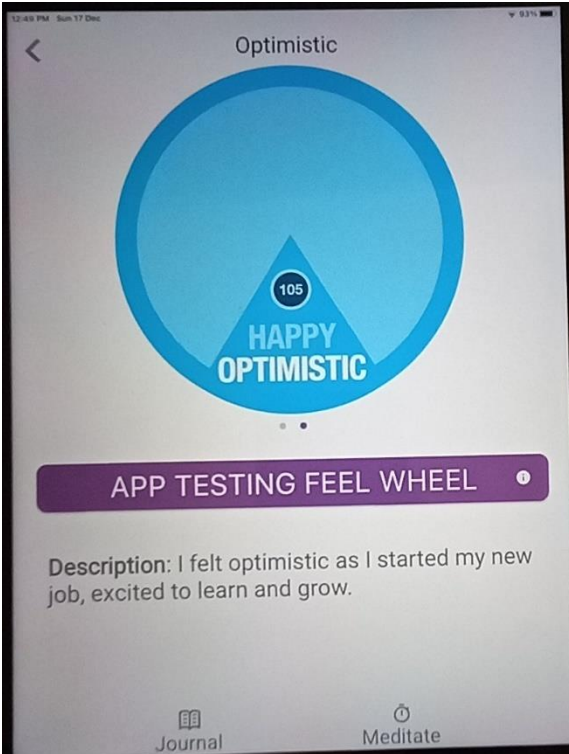 12:49 PM Sun 17 Dec 93%
Optimistic
105
HAPPY
OPTIMISTIC
APP TESTING FEEL WHEEL
Description: I felt optimistic as I started my new
job, excited to learn and grow.
Journal
Meditate